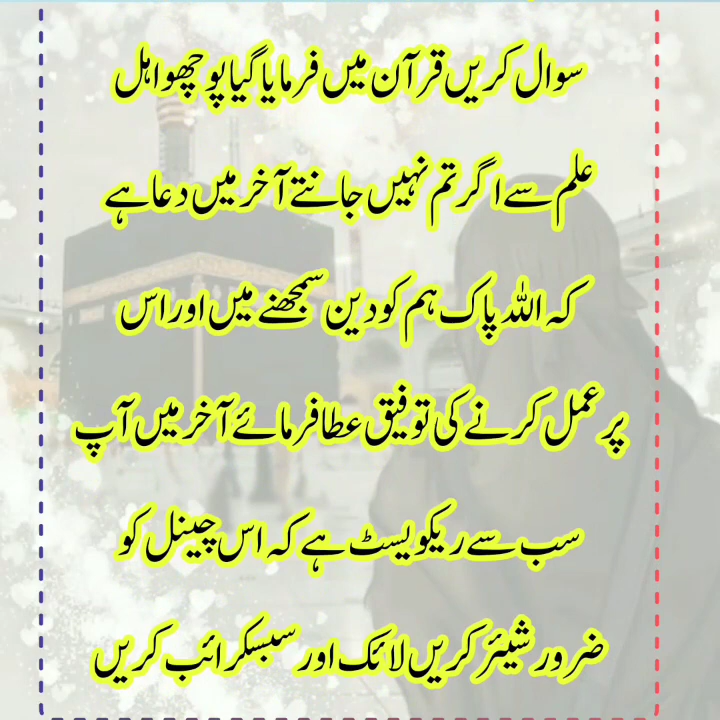 سوال کریں قرآن میں فرمایا گیا پوچھو اہل
علم سے اگر تم نہیں جانتے آخر میں دعا ہے
کہ اللہ پاک ہم کو دین سمجھنے میں اور اس
پر عمل کرنے کی توفیق عطا فرمائے آخر میں آپ
سب سے ریکویسٹ ہے کہ اس چینل کو
ضرور شیئر کریں لائک اور سبسکرائب کریں